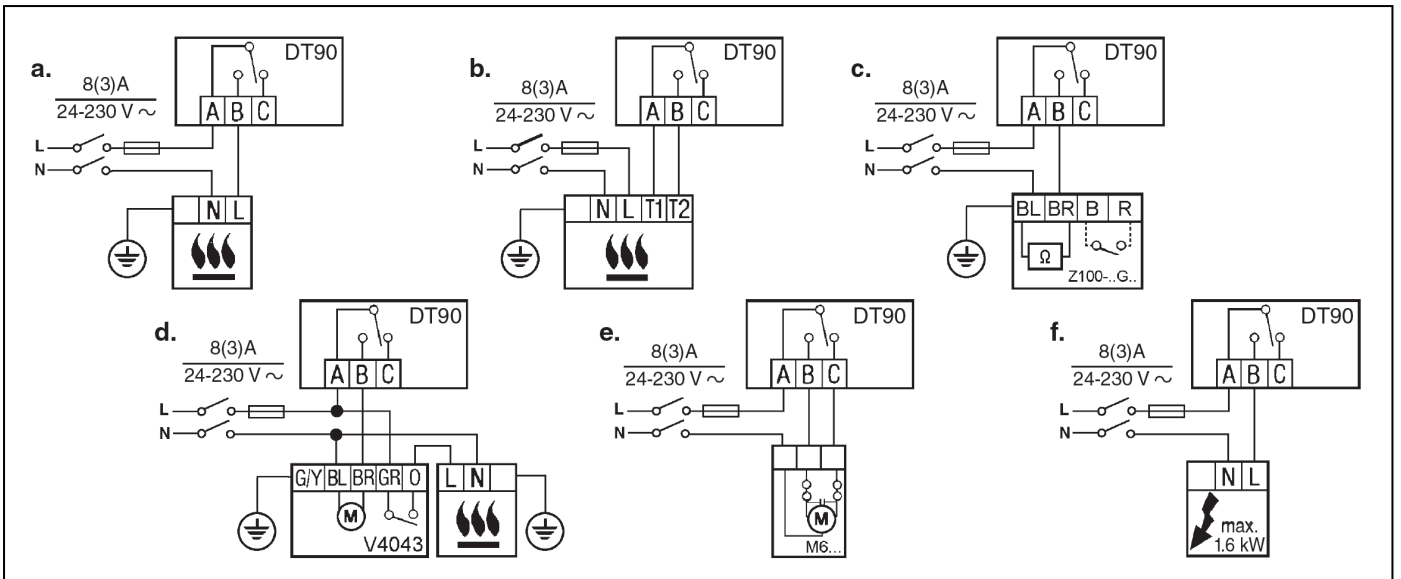 a.
DT90
8(3)A
24-230 V ~
A B C
L
N
N L
b.
DT90
8(3)A
24-230 V ~
A B C
L
N
N L T1 T2
c.
DT90
8(3)A
24-230 V ~
A B C
L
N
BL BR B R
Ω
Z100-..G..
d.
DT90
8(3)A
24-230 V ~
A B C
L
N
G/Y BL BR GR O
M
V4043
L N
e.
DT90
8(3)A
24-230 V ~
A B C
L
N
M
M6...
f.
DT90
8(3)A
24-230 V ~
A B C
L
N
N L
max.
1.6 kW